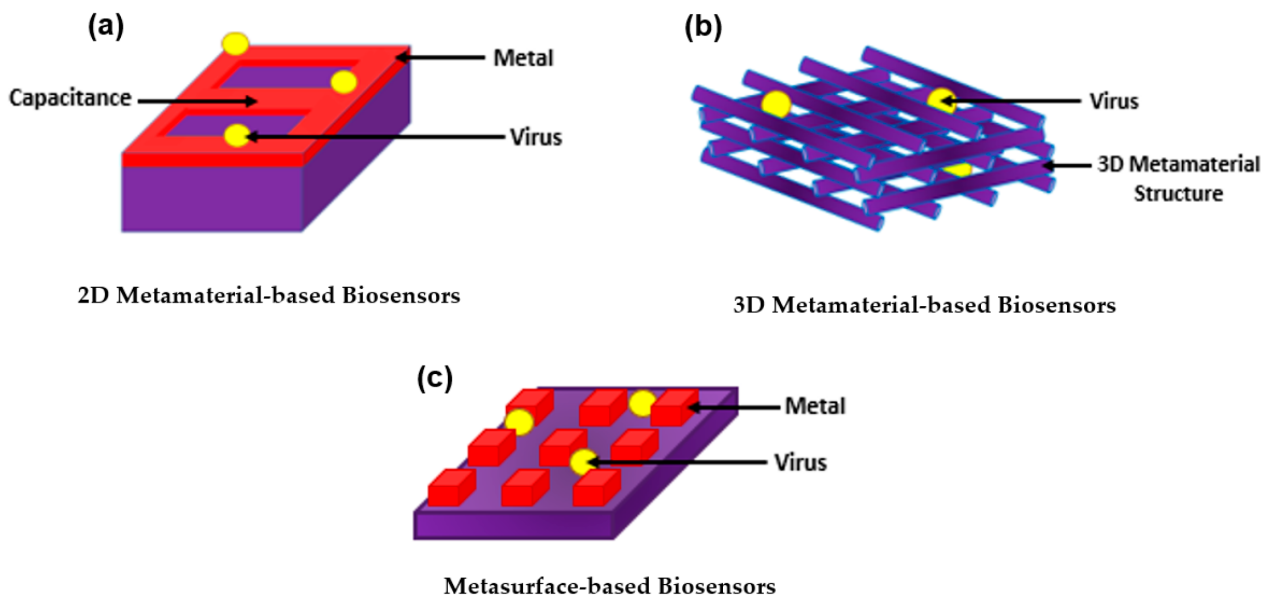 (a)
Metal
Capacitance
Virus
2D Metamaterial-based Biosensors
(b)
Virus
3D Metamaterial
Structure
3D Metamaterial-based Biosensors
(c)
Metal
Virus
Metasurface-based Biosensors